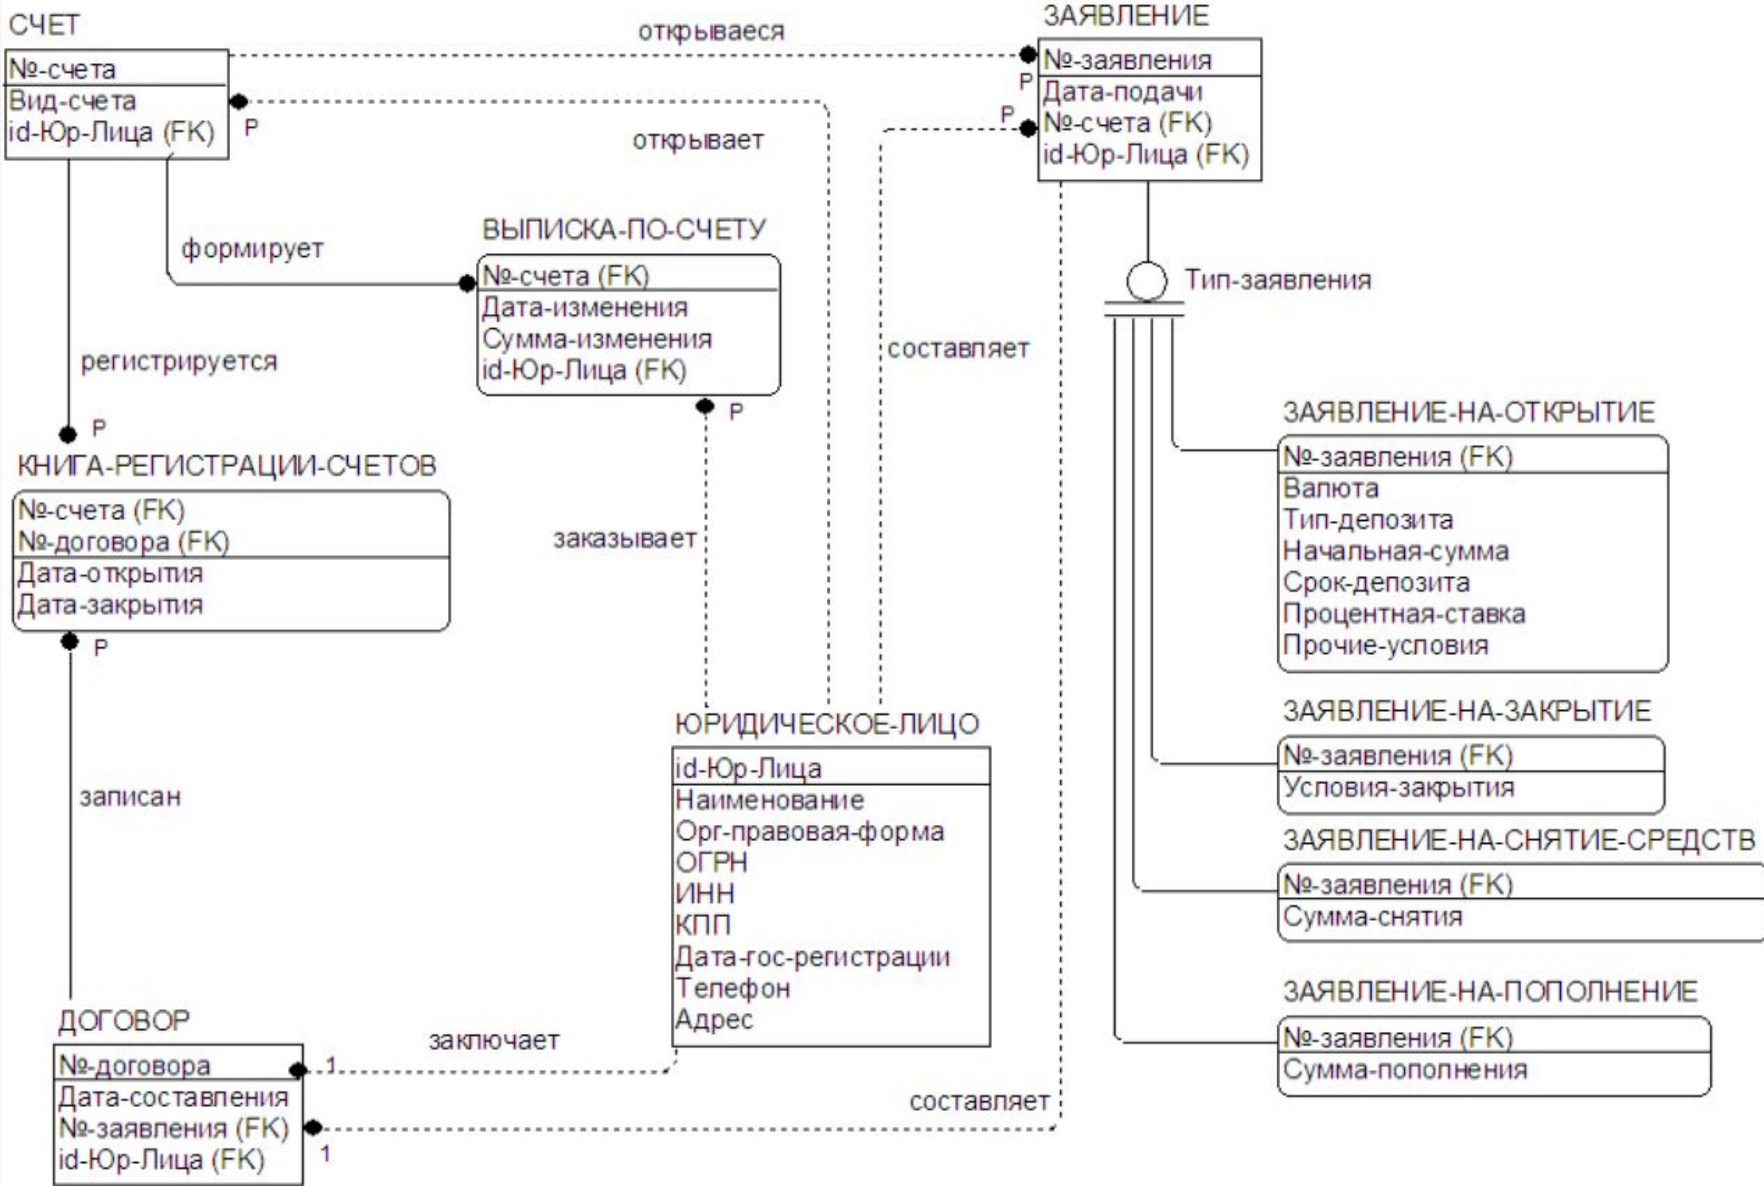 СЧЕТ
№-счета
Вид-счета
id-Юр-Лица (FK)
P
открываеся
открывает
ЗАЯВЛЕНИЕ
№-заявления
Дата-подачи
№-счета (FK)
id-Юр-Лица (FK)
P
P
формирует
ВЫПИСКА-ПО-СЧЕТУ
№-счета (FK)
Дата-изменения
Сумма-изменения
id-Юр-Лица (FK)
P
Тип-заявления
регистрируется
составляет
P
КНИГА-РЕГИСТРАЦИИ-СЧЕТОВ
№-счета (FK)
№-договора (FK)
Дата-открытия
Дата-закрытия
P
заказывает
ЗАЯВЛЕНИЕ-НА-ОТКРЫТИЕ
№-заявления (FK)
Валюта
Тип-депозита
Начальная-сумма
Срок-депозита
Процентная-ставка
Прочие-условия
записан
ЮРИДИЧЕСКОЕ-ЛИЦО
id-Юр-Лица
Наименование
Орг-правовая-форма
ОГРН
ИНН
КПП
Дата-гос-регистрации
Телефон
Адрес
ЗАЯВЛЕНИЕ-НА-ЗАКРЫТИЕ
№-заявления (FK)
Условия-закрытия
ЗАЯВЛЕНИЕ-НА-СНЯТИЕ-СРЕДСТВ
№-заявления (FK)
Сумма-снятия
ЗАЯВЛЕНИЕ-НА-ПОПОЛНЕНИЕ
№-заявления (FK)
Сумма-пополнения
ДОГОВОР
№-договора
Дата-составления
№-заявления (FK)
id-Юр-Лица (FK)
заключает
1
составляет
1